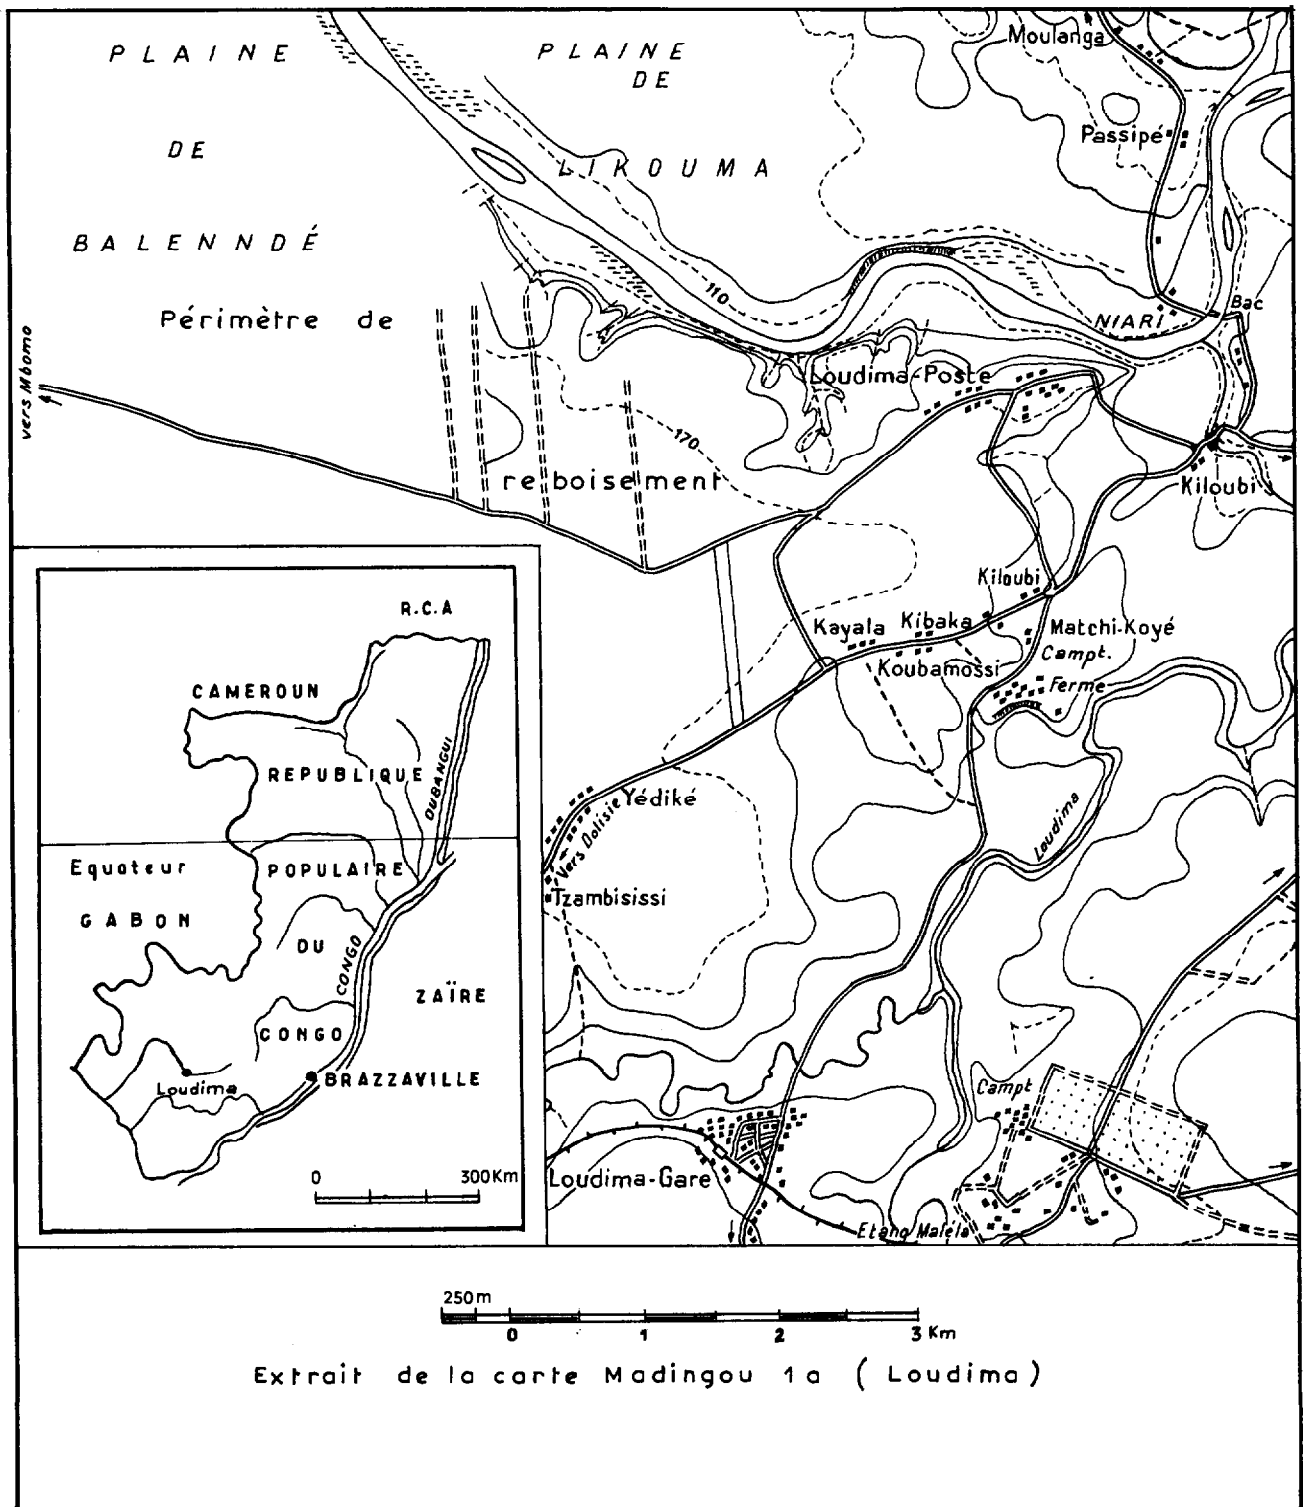 PLAINE
DE
BALENNDÉ
PLAINE
DE
LIKOUMA
Moulanga
Passipé
Périmètre de
reboisement
vers Mbomo
110
NIARI
Bac
Loudima-Poste
170
Kiloubi
Kiloubi
Kayala
Kibaka
Koubamossi
Matchi-Koyé
Campt.
Ferme
Yédiké
Vers Dolisie
Tzambisissi
Loudima
Campt
Loudima-Gare
Etang Maléla
R.C.A
CAMEROUN
REPUBLIQUE
OUBANGUI
Equateur
POPULAIRE
GABON
DU
CONGO
ZAÏRE
CONGO
Loudima
BRAZZAVILLE
0 300Km
250m
0 1 2 3 Km
Extrait de la carte Madingou 1a ( Loudima )